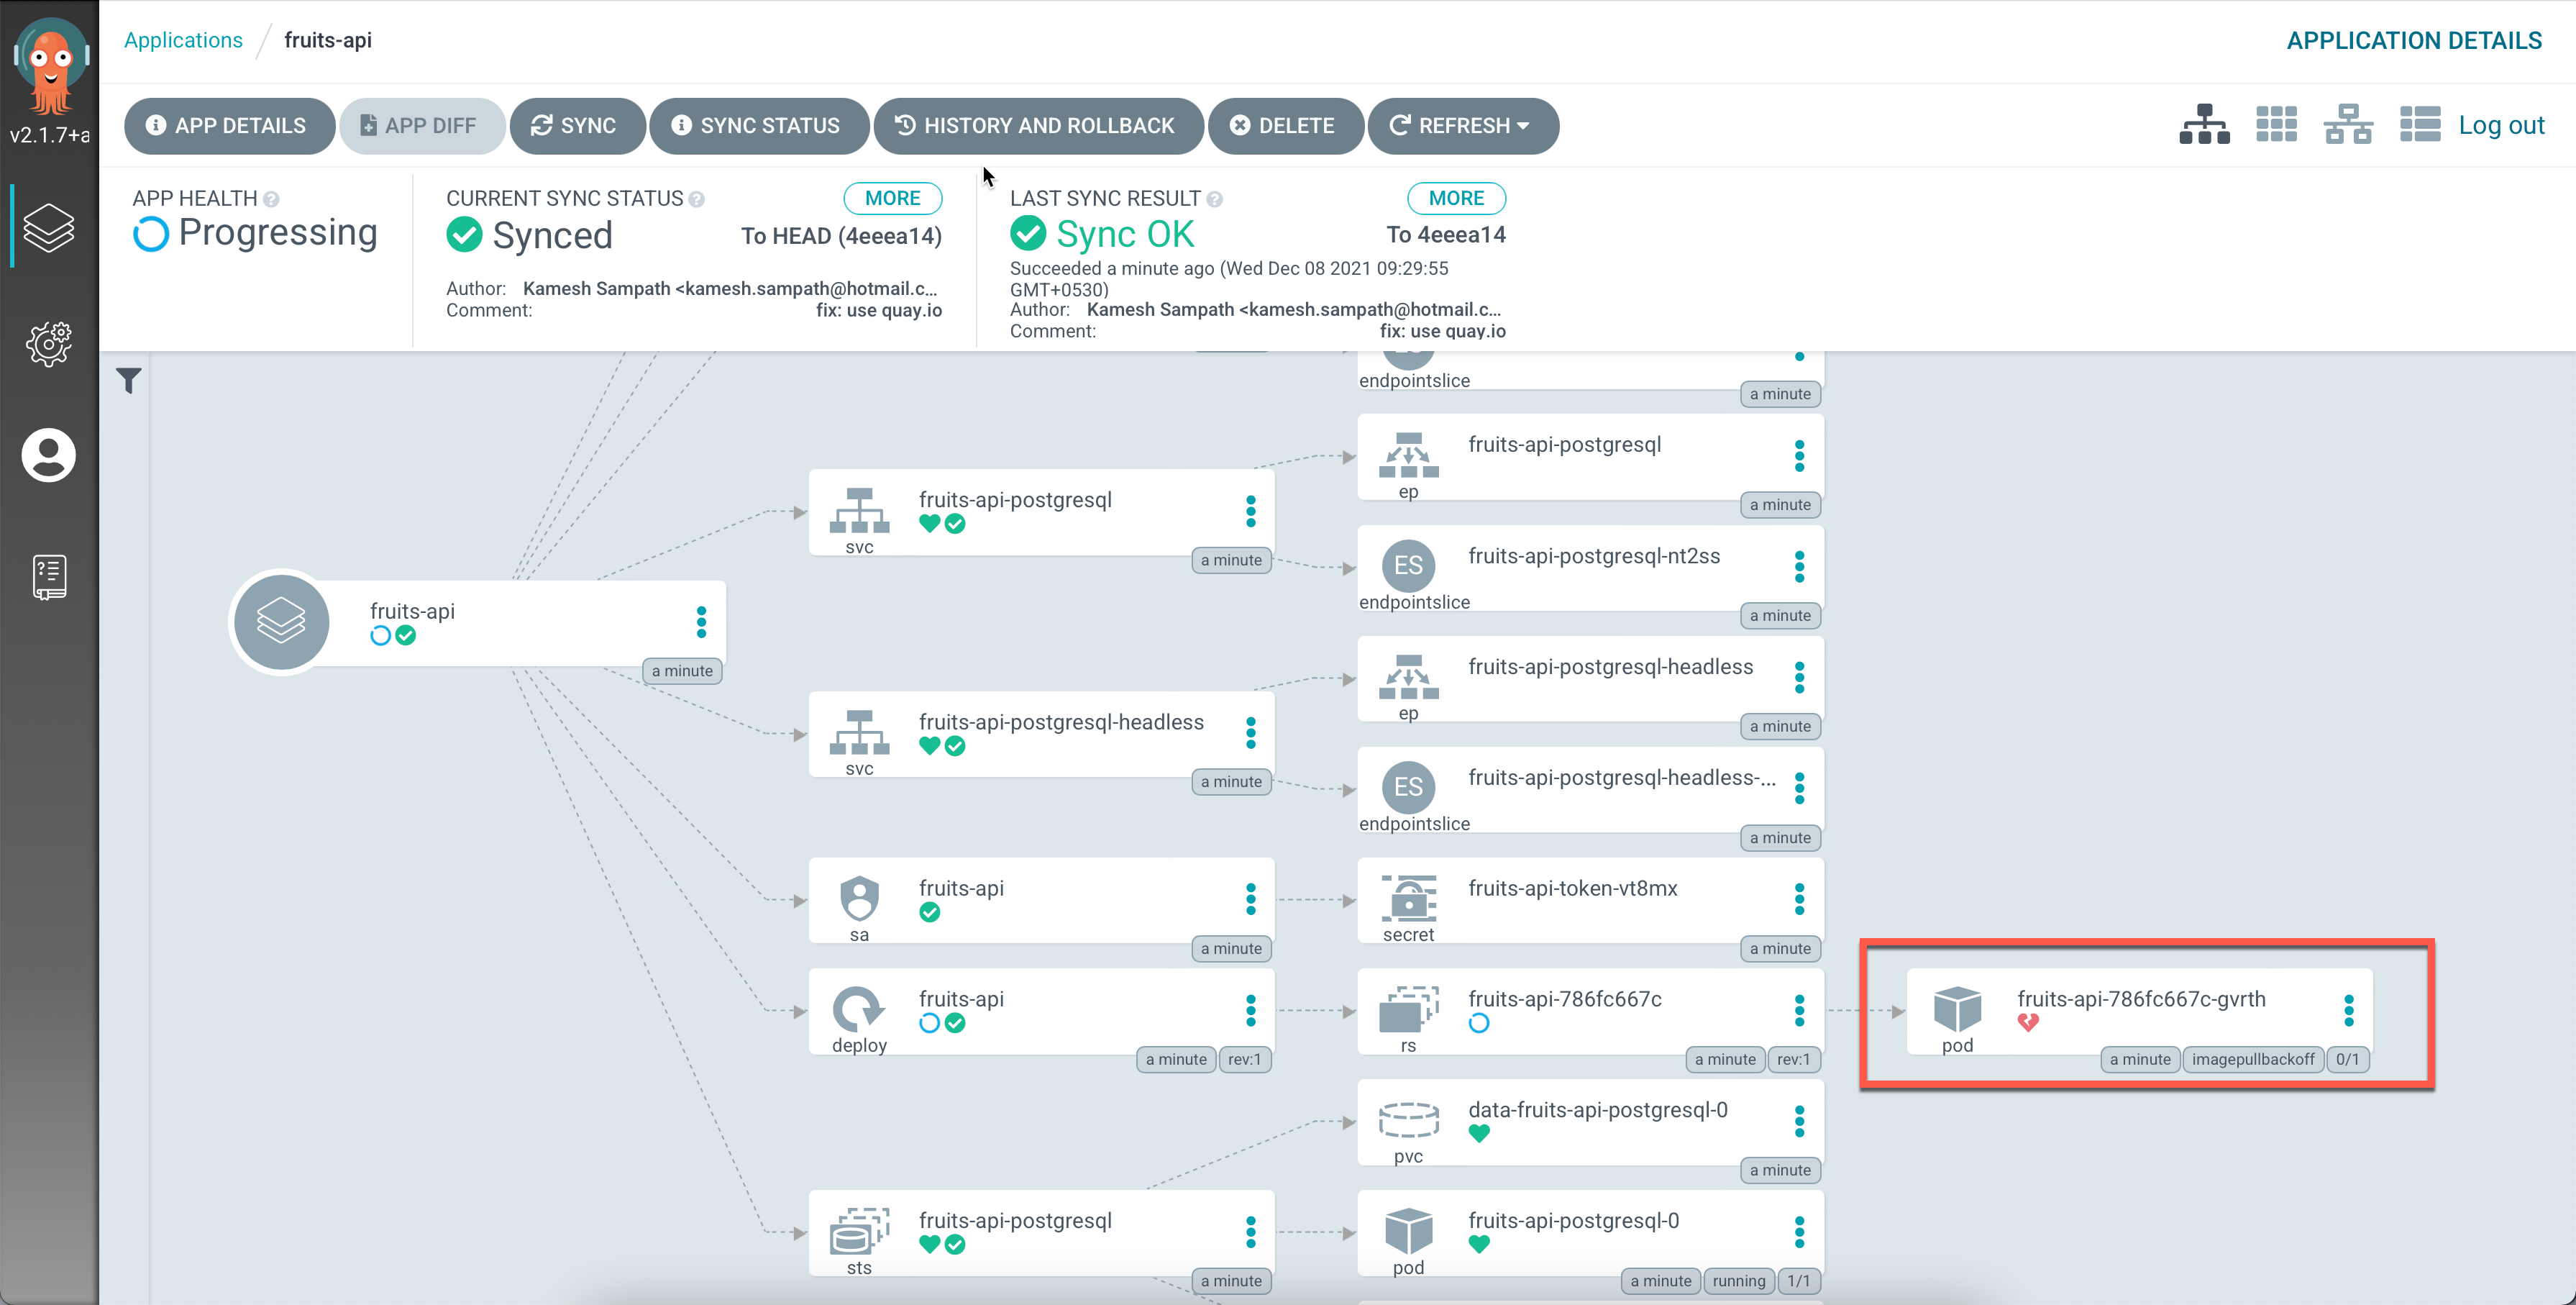 Applications / fruits-api
APPLICATION DETAILS
v2.1.7+a
APP DETAILS
APP DIFF
SYNC
SYNC STATUS
HISTORY AND ROLLBACK
DELETE
REFRESH
Log out
APP HEALTH
Progressing
CURRENT SYNC STATUS
MORE
Synced
To HEAD (4eeea14)
Author: Kamesh Sampath <kamesh.sampath@hotmail.c...
Comment: fix: use quay.io
LAST SYNC RESULT
MORE
Sync OK
To 4eeea14
Succeeded a minute ago (Wed Dec 08 2021 09:29:55
GMT+0530)
Author: Kamesh Sampath <kamesh.sampath@hotmail.c...
Comment: fix: use quay.io
endpointslice
a minute
fruits-api-postgresql
ep
a minute
fruits-api-postgresql
svc
a minute
ES
fruits-api-postgresql-nt2ss
endpointslice
a minute
fruits-api
a minute
fruits-api-postgresql-headless
ep
a minute
fruits-api-postgresql-headless
svc
a minute
ES
fruits-api-postgresql-headless-...
endpointslice
a minute
fruits-api
sa
a minute
fruits-api-token-vt8mx
secret
a minute
fruits-api
deploy
a minute rev:1
fruits-api-786fc667c
rs
a minute rev:1
fruits-api-786fc667c-gvrth
pod
a minute imagepullbackoff 0/1
data-fruits-api-postgresql-0
pvc
a minute
fruits-api-postgresql
sts
a minute
fruits-api-postgresql-0
pod
a minute running 1/1